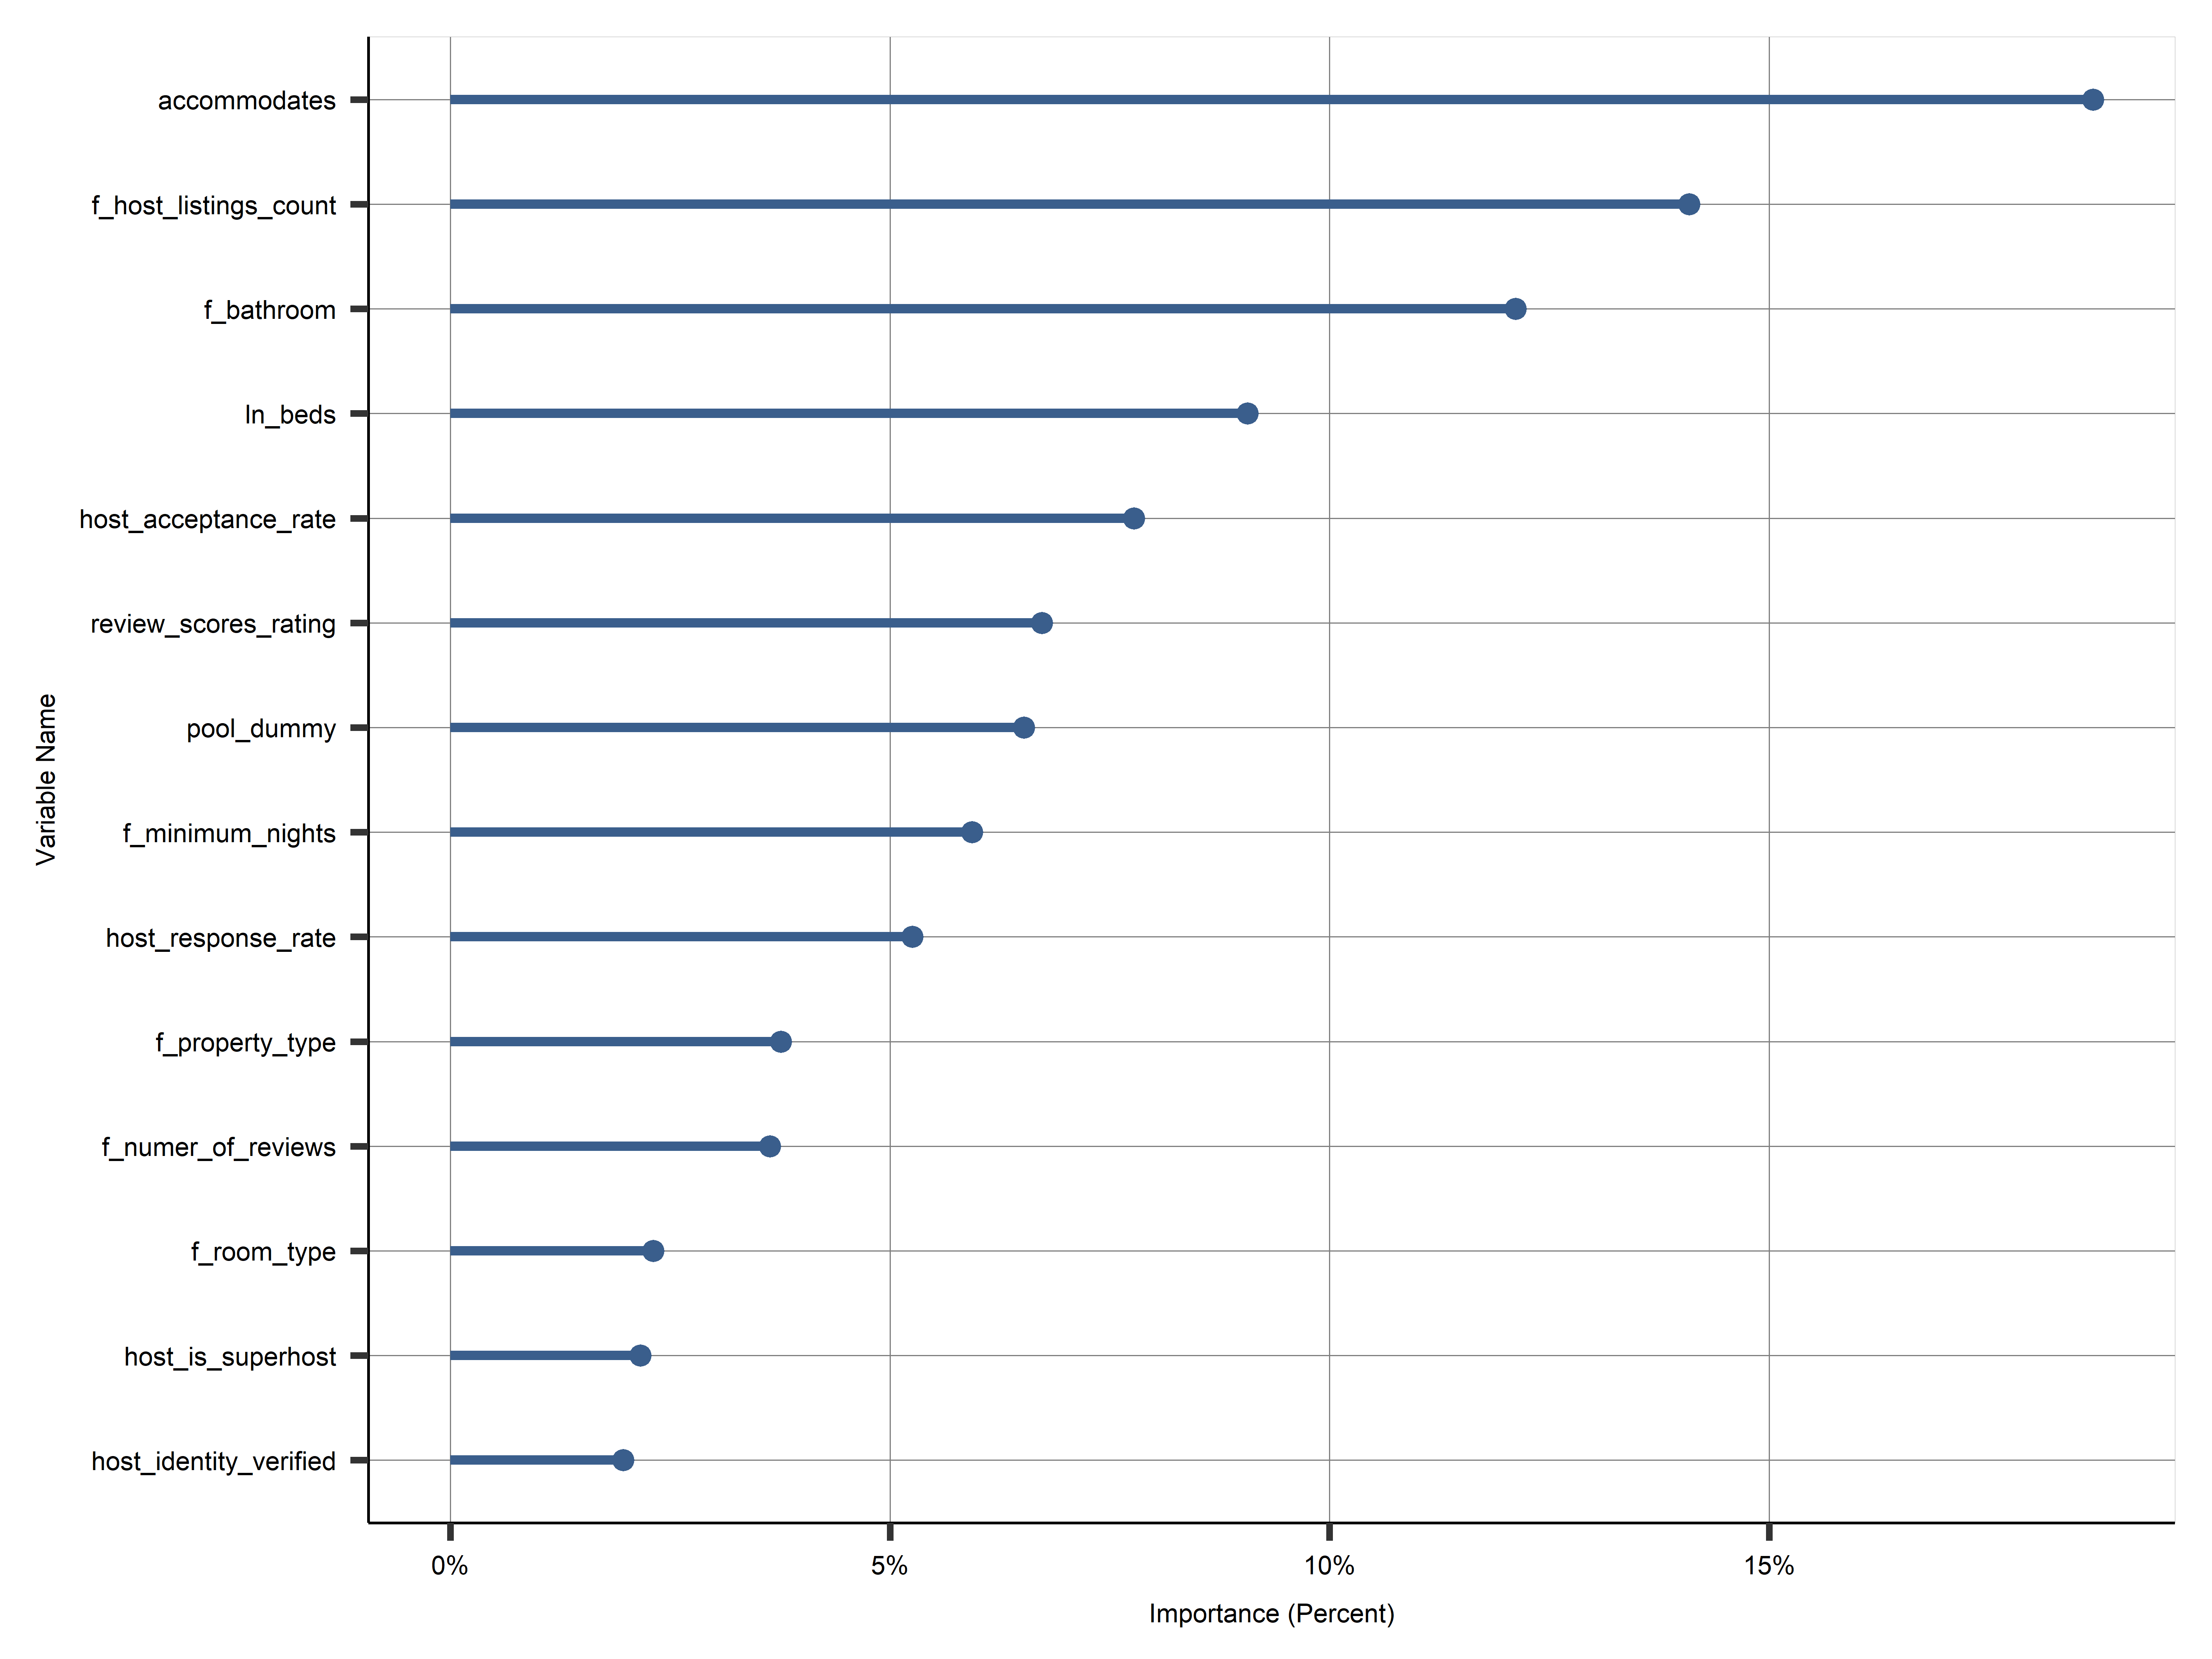 accommodates
f_host_listings_count
f_bathroom
ln_beds
host_acceptance_rate
review_scores_rating
pool_dummy
f_minimum_nights
host_response_rate
f_property_type
f_numer_of_reviews
f_room_type
host_is_superhost
host_identity_verified
Variable Name
0%
5%
10%
15%
Importance (Percent)